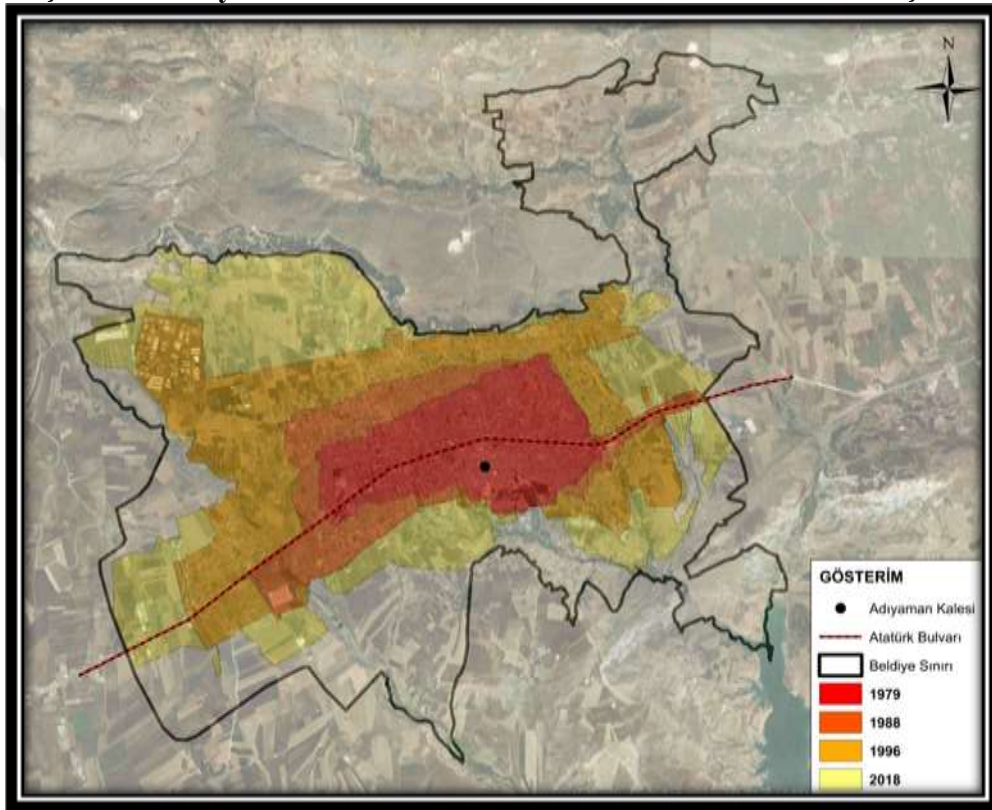 N
GÖSTERİM
Adıyaman Kalesi
Atatürk Bulvarı
Beldiye Sınırı
1979
1988
1996
2018